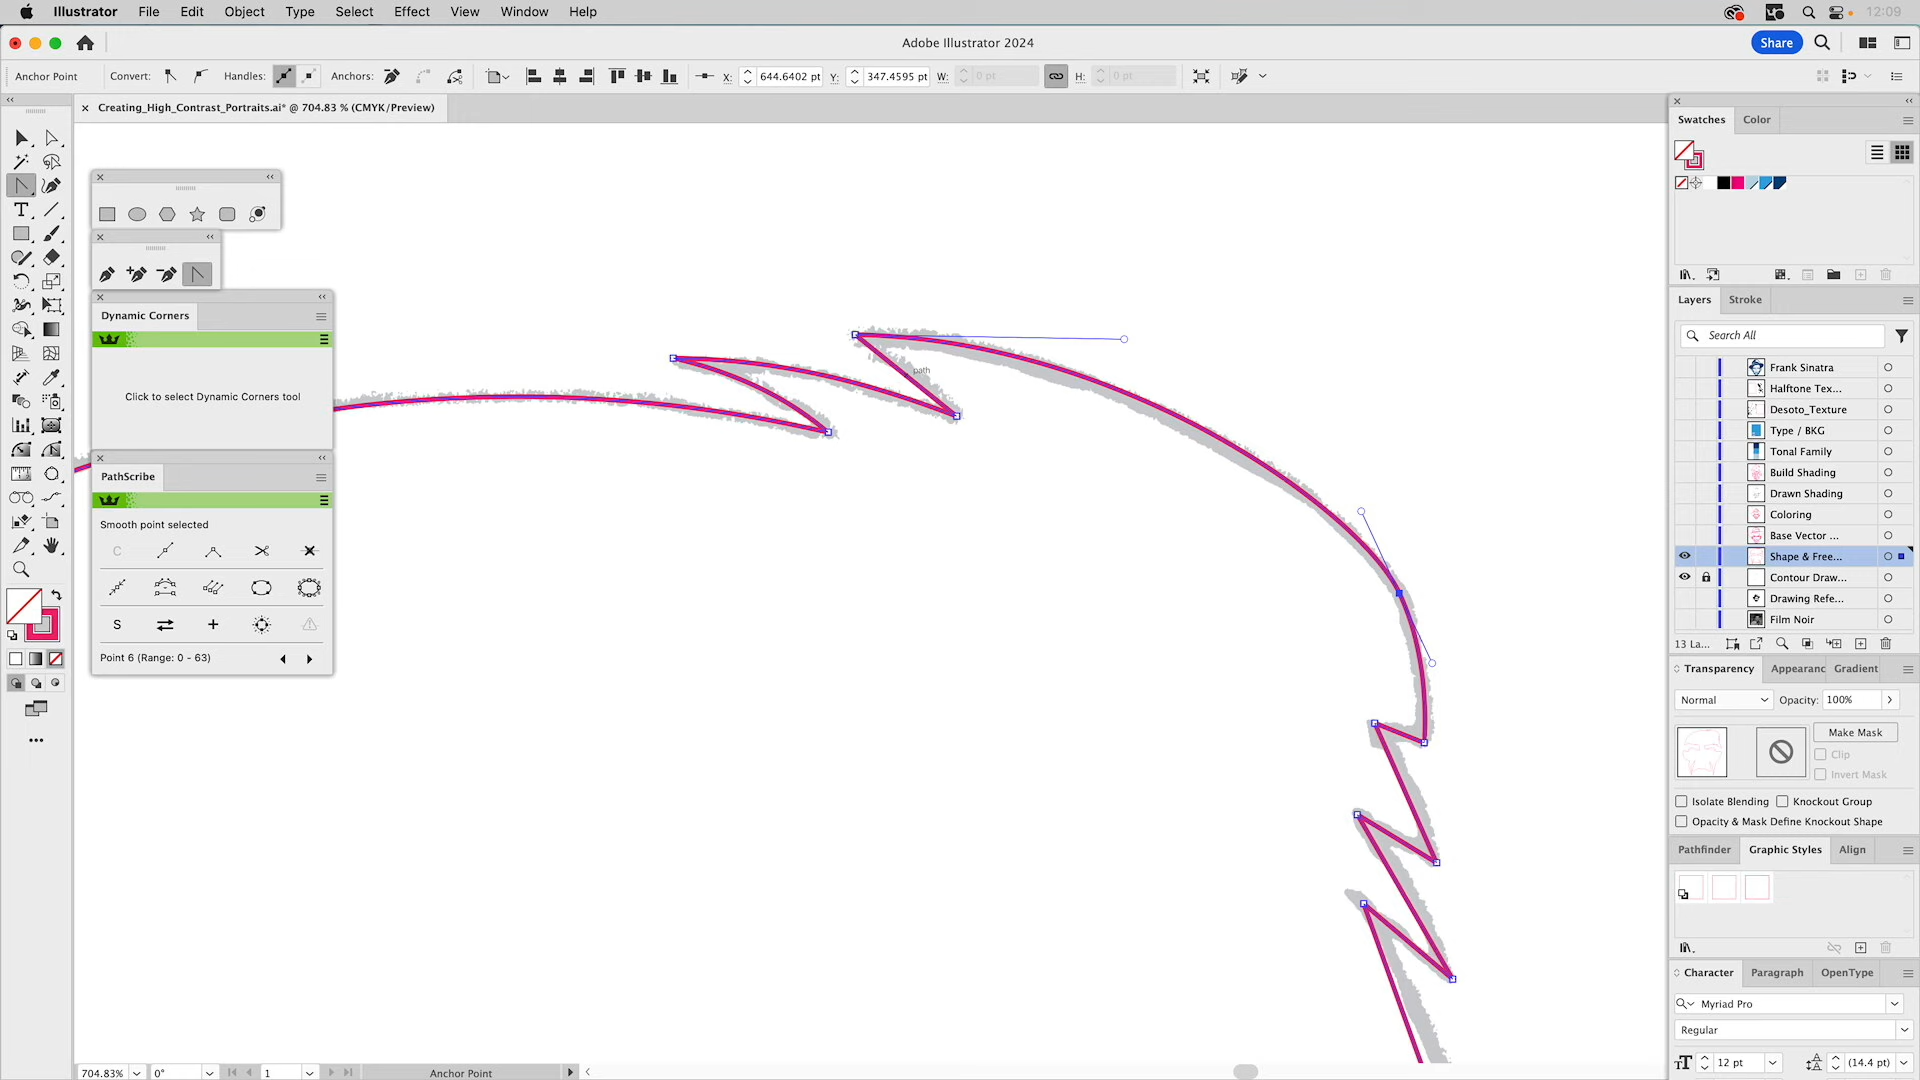 Illustrator File Edit Object Type Select Effect View Window Help 12:09
Adobe Illustrator 2024 Share
Anchor Point Convert: Handles: Anchors: X: 644.6402 pt Y: 347.4595 pt W: 0 pt H: 0 pt
× Creating_High_Contrast_Portraits.ai* @ 704.83 % (CMYK/Preview)
Swatches Color
Layers Stroke
Dynamic Corners
Click to select Dynamic Corners tool
PathScribe
Smooth point selected
C
S
Point 6 (Range: 0 - 63)
path
Search All
Frank Sinatra
Halftone Tex...
Desoto_Texture
Type / BKG
Tonal Family
Build Shading
Drawn Shading
Coloring
Base Vector ...
Shape & Free...
Contour Draw...
Drawing Refe...
Film Noir
13 La...
Transparency Appearanc Gradient
Normal Opacity: 100%
Make Mask
Clip
Invert Mask
Isolate Blending Knockout Group
Opacity & Mask Define Knockout Shape
Pathfinder Graphic Styles Align
Character Paragraph OpenType
Myriad Pro
Regular
12 pt (14.4 pt)
704.83% 0° 1 Anchor Point